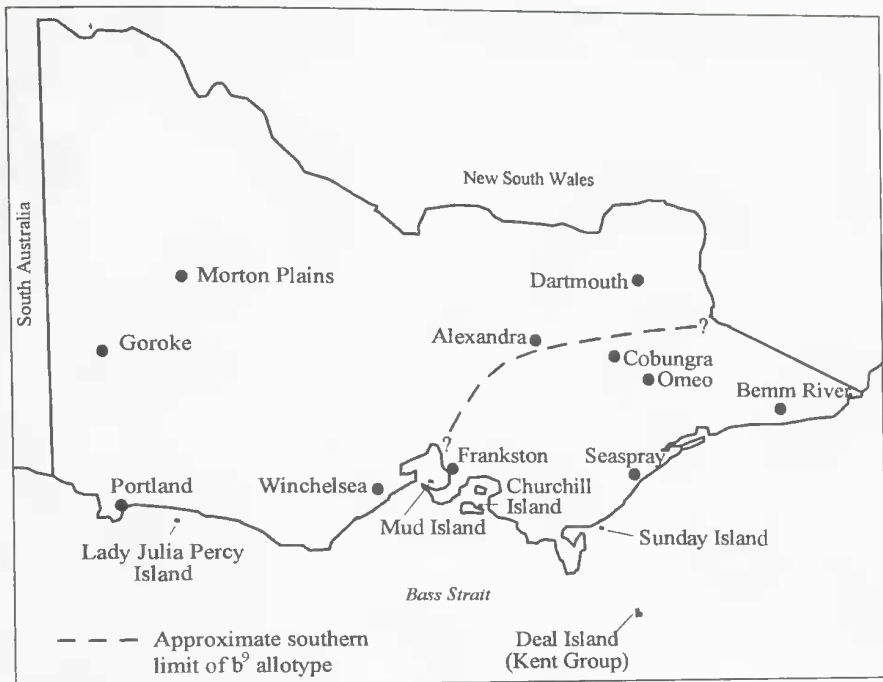 New South Wales
South Australia
Morton Plains
Dartmouth
Goroke
Alexandra
?
Cobungra
Omeo
Bemm River
?
Frankston
Seaspray
Portland
Winchelsea
Churchill
Island
Mud Island
Lady Julia Percy
Island
Sunday Island
Bass Strait
Approximate southern
limit of b⁹ allotype
Deal Island
(Kent Group)